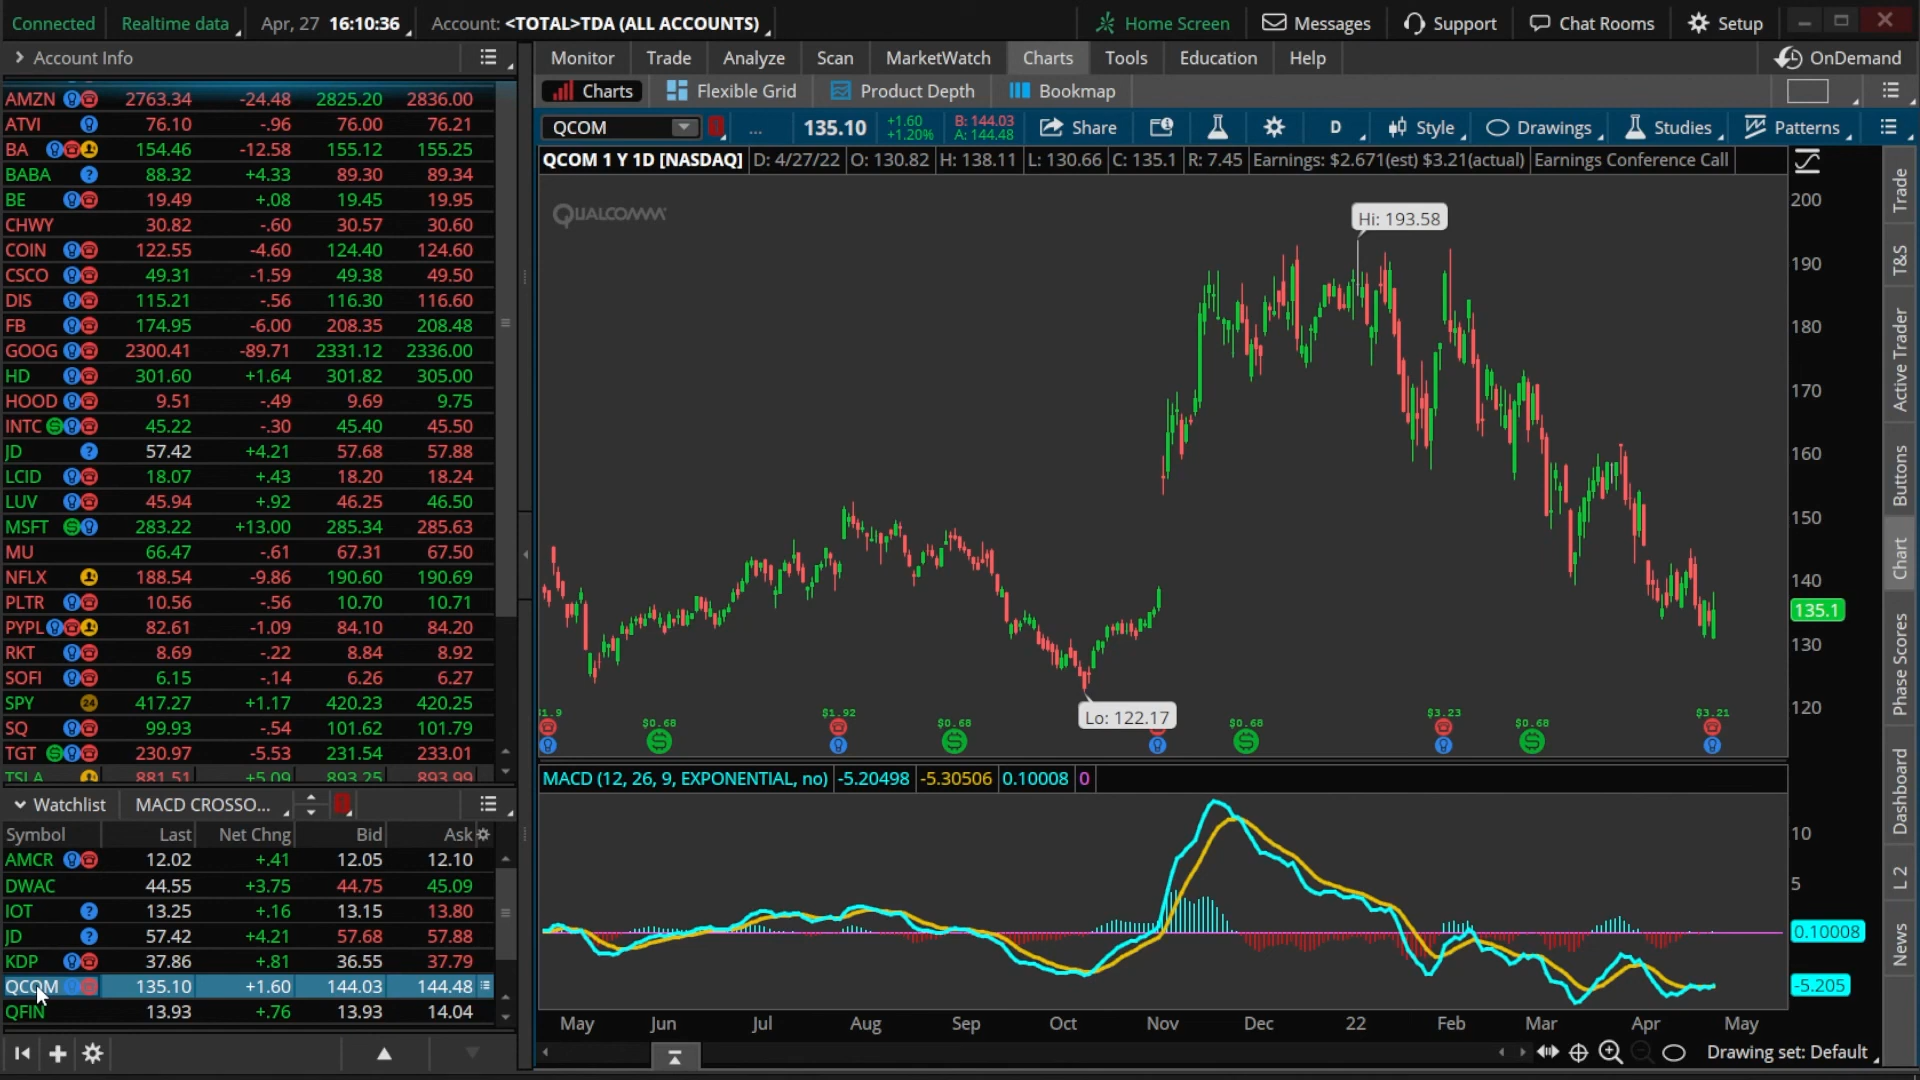 Connected Realtime data Apr, 27 16:10:36 Account: <TOTAL>TDA (ALL ACCOUNTS) Home Screen Messages Support Chat Rooms Setup
Account Info
Monitor Trade Analyze Scan MarketWatch Charts Tools Education Help OnDemand
Charts Flexible Grid Product Depth Bookmap
QCOM ... 135.10 +1.60 +1.20% B: 144.03 A: 144.48 Share D Style Drawings Studies Patterns
QCOM 1 Y 1D [NASDAQ] D: 4/27/22 O: 130.82 H: 138.11 L: 130.66 C: 135.1 R: 7.45 Earnings: $2.671(est) $3.21(actual) Earnings Conference Call
AMZN 2763.34 -24.48 2825.20 2836.00
ATVI 76.10 -.96 76.00 76.21
BA 154.46 -12.58 155.12 155.25
BABA 88.32 +4.33 89.30 89.34
BE 19.49 +.08 19.45 19.95
CHWY 30.82 -.60 30.57 30.60
COIN 122.55 -4.60 124.40 124.60
CSCO 49.31 -1.59 49.38 49.50
DIS 115.21 -.56 116.30 116.60
FB 174.95 -6.00 208.35 208.48
GOOG 2300.41 -89.71 2331.12 2336.00
HD 301.60 +1.64 301.82 305.00
HOOD 9.51 -.49 9.69 9.75
INTC 45.22 -.30 45.40 45.50
JD 57.42 +4.21 57.68 57.88
LCID 18.07 +.43 18.20 18.24
LUV 45.94 +.92 46.25 46.50
MSFT 283.22 +13.00 285.34 285.63
MU 66.47 -.61 67.31 67.50
NFLX 188.54 -9.86 190.60 190.69
PLTR 10.56 -.56 10.70 10.71
PYPL 82.61 -1.09 84.10 84.20
RKT 8.69 -.22 8.84 8.92
SOFI 6.15 -.14 6.26 6.27
SPY 24 417.27 +1.17 420.23 420.25
SQ 99.93 -.54 101.62 101.79
TGT 230.97 -5.53 231.54 233.01
TSLA 881.51 +5.09 893.25 893.99
Watchlist MACD CROSSO...
Symbol Last Net Chng Bid Ask
AMCR 12.02 +.41 12.05 12.10
DWAC 44.55 +3.75 44.75 45.09
IOT 13.25 +.16 13.15 13.80
JD 57.42 +4.21 57.68 57.88
KDP 37.86 +.81 36.55 37.79
QCOM 135.10 +1.60 144.03 144.48
QFIN 13.93 +.76 13.93 14.04
QUALCOMM
Hi: 193.58
Lo: 122.17
200
190
180
170
160
150
140
135.1
130
120
$1.9 $0.68 $1.92 $0.68 $0.68 $3.23 $0.68 $3.21
MACD (12, 26, 9, EXPONENTIAL, no) -5.20498 -5.30506 0.10008 0
10
5
0.10008
-5.205
May Jun Jul Aug Sep Oct Nov Dec 22 Feb Mar Apr May
Drawing set: Default
Trade
T&S
Active Trader
Buttons
Chart
Phase Scores
Dashboard
L 2
News